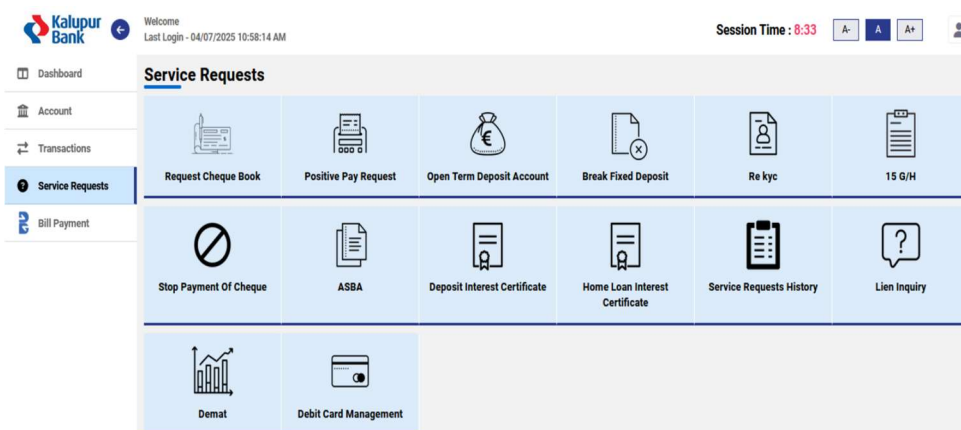 Kalupur
Bank
Welcome
Last Login - 04/07/2025 10:58:14 AM
Session Time : 8:33
A-
A
A+
Dashboard
Account
Transactions
Service Requests
Bill Payment
Service Requests
Request Cheque Book
Positive Pay Request
Open Term Deposit Account
Break Fixed Deposit
Re kyc
15 G/H
Stop Payment Of Cheque
ASBA
Deposit Interest Certificate
Home Loan Interest
Certificate
Service Requests History
Lien Inquiry
Demat
Debit Card Management